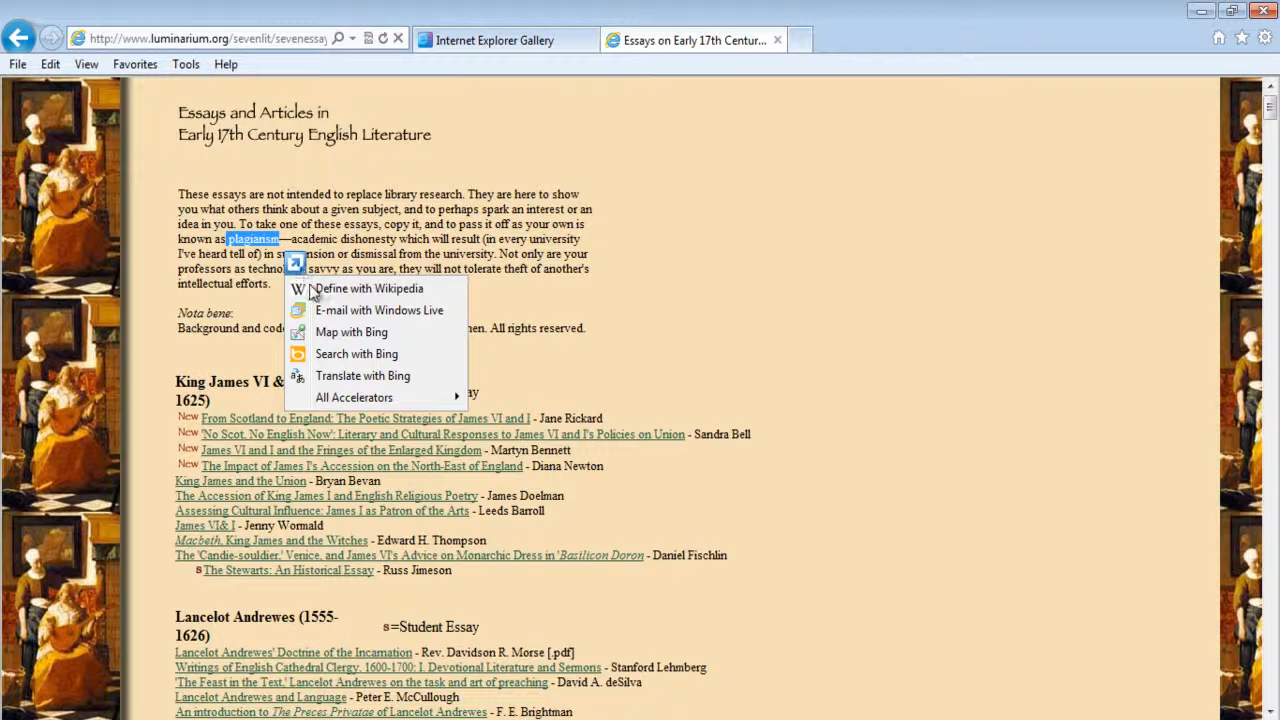 http://www.luminarium.org/sevenlit/sevenessay
Internet Explorer Gallery
Essays on Early 17th Centur...
File Edit View Favorites Tools Help
Essays and Articles in
Early 17th Century English Literature
These essays are not intended to replace library research. They are here to show
you what others think about a given subject, and to perhaps spark an interest or an
idea in you. To take one of these essays, copy it, and to pass it off as your own is
known as plagiarism—academic dishonesty which will result (in every university
I've heard tell of) in sus ension or dismissal from the university. Not only are your
professors as techno savvy as you are, they will not tolerate theft of another's
intellectual efforts.
Define with Wikipedia
E-mail with Windows Live
Map with Bing
Search with Bing
Translate with Bing
All Accelerators
Nota bene:
Background and cod en. All rights reserved.
King James VI & ay
1625)
New From Scotland to England: The Poetic Strategies of James VI and I - Jane Rickard
New 'No Scot, No English Now': Literary and Cultural Responses to James VI and I's Policies on Union - Sandra Bell
New James VI and I and the Fringes of the Enlarged Kingdom - Martyn Bennett
New The Impact of James I's Accession on the North-East of England - Diana Newton
King James and the Union - Bryan Bevan
The Accession of King James I and English Religious Poetry - James Doelman
Assessing Cultural Influence: James I as Patron of the Arts - Leeds Barroll
James VI& I - Jenny Wormald
Macbeth, King James and the Witches - Edward H. Thompson
The 'Candie-souldier,' Venice, and James VI's Advice on Monarchic Dress in 'Basilicon Doron - Daniel Fischlin
s The Stewarts: An Historical Essay - Russ Jimeson
Lancelot Andrewes (1555-
1626)
s=Student Essay
Lancelot Andrewes' Doctrine of the Incarnation - Rev. Davidson R. Morse [.pdf]
Writings of English Cathedral Clergy, 1600-1700: I. Devotional Literature and Sermons - Stanford Lehmberg
'The Feast in the Text.' Lancelot Andrewes on the task and art of preaching - David A. deSilva
Lancelot Andrewes and Language - Peter E. McCullough
An introduction to The Preces Privatae of Lancelot Andrewes - F. E. Brightman